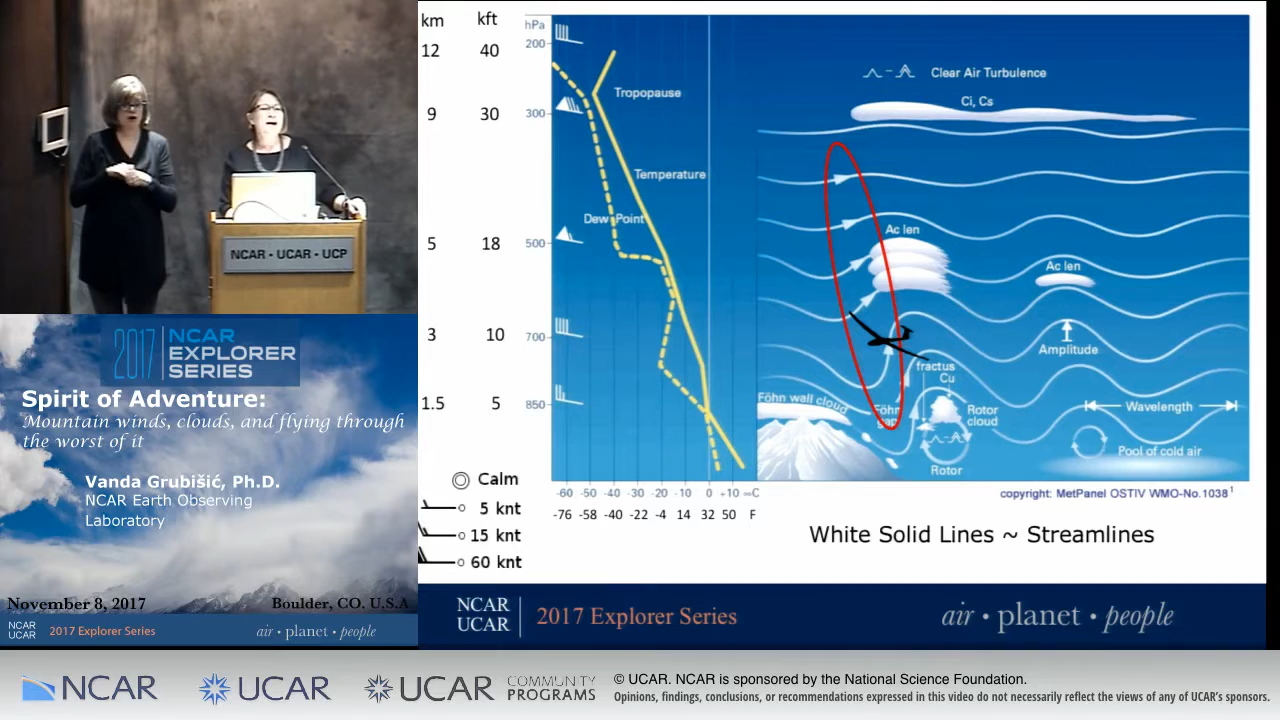 NCAR • UCAR • UCP
2017 NCAR
EXPLORER
SERIES
Spirit of Adventure:
Mountain winds, clouds, and flying through
the worst of it
Vanda Grubišić, Ph.D.
NCAR Earth Observing
Laboratory
November 8, 2017
Boulder, CO. U.S.A
NCAR
UCAR
2017 Explorer Series
air • planet • people
km kft
12 40
9 30
5 18
3 10
1.5 5
Calm
5 knt
15 knt
60 knt
hPa
200
300
500
700
850
Tropopause
Temperature
Dew Point
-60 -50 -40 -30 -20 -10 0 +10 ∞C
-76 -58 -40 -22 -4 14 32 50 F
Clear Air Turbulence
Ci, Cs
Ac len
Ac len
Amplitude
fractus
Cu
Föhn wall cloud
Föhn
gap
Rotor
cloud
Wavelength
Pool of cold air
Rotor
copyright: MetPanel OSTIV WMO-No.1038¹
White Solid Lines ~ Streamlines
NCAR
UCAR
2017 Explorer Series
air • planet • people
NCAR
UCAR
UCAR
COMMUNITY
PROGRAMS
© UCAR. NCAR is sponsored by the National Science Foundation.
Opinions, findings, conclusions, or recommendations expressed in this video do not necessarily reflect the views of any of UCAR's sponsors.